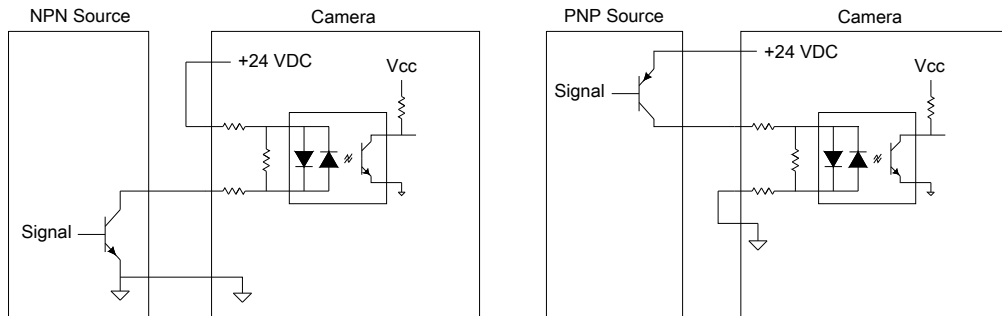 NPN Source
Camera
+24 VDC
Vcc
Signal
PNP Source
Camera
+24 VDC
Vcc
Signal